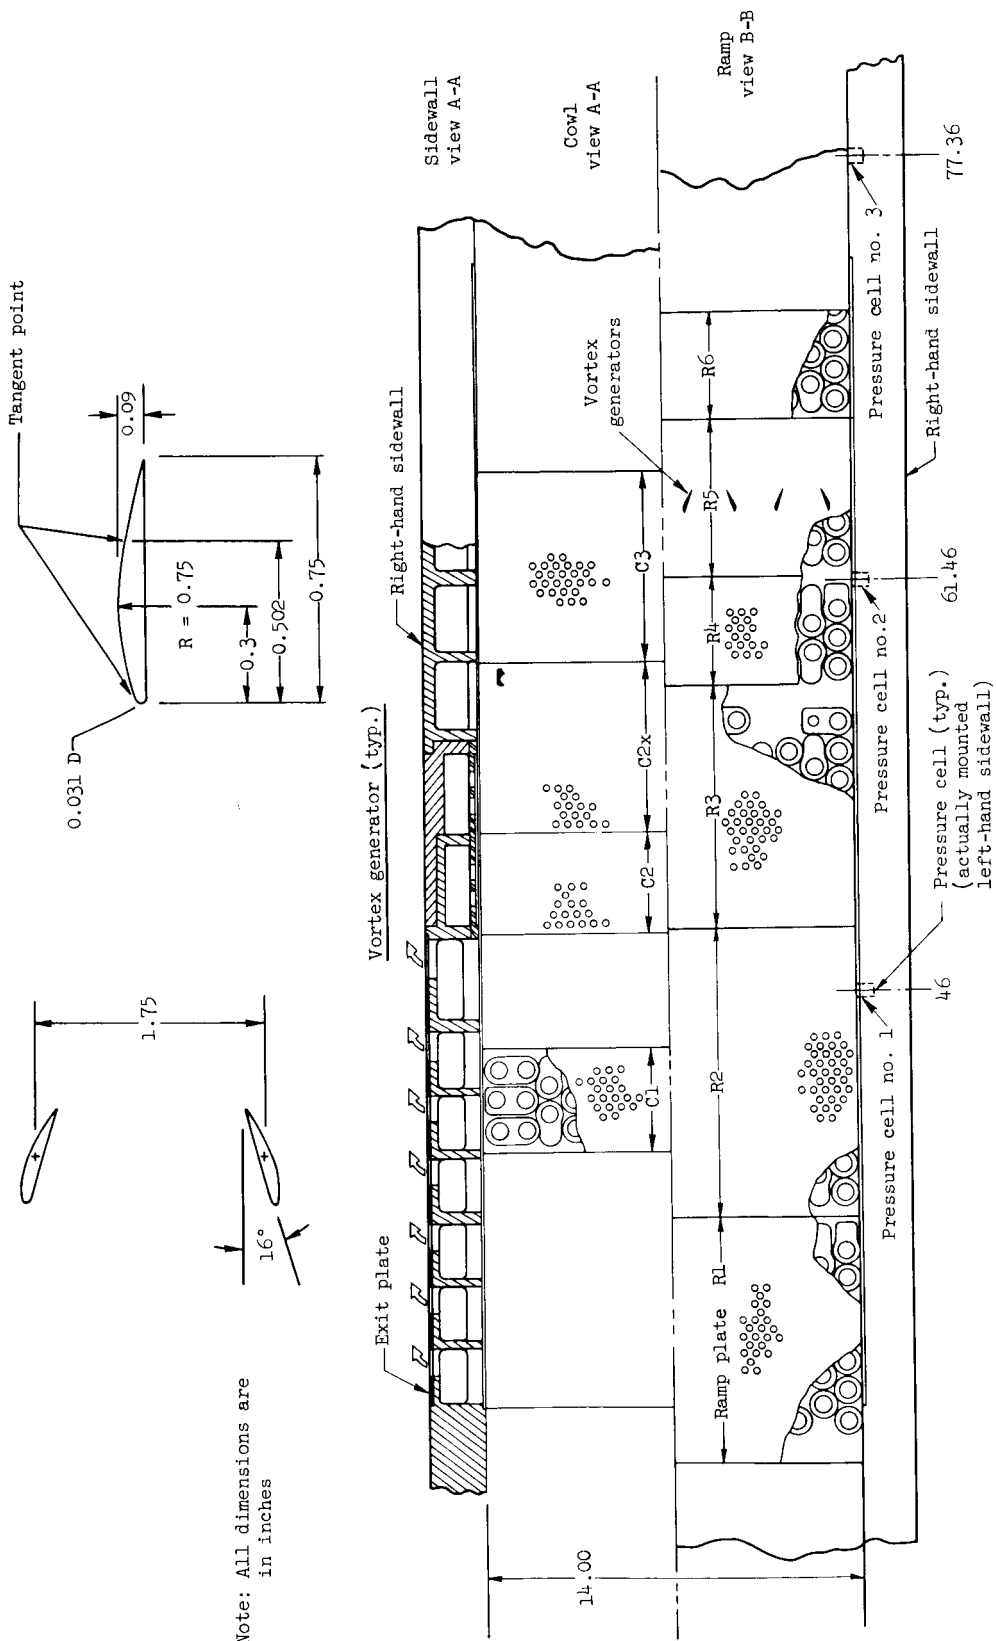 Note: All dimensions are
in inches
1.75
16°
0.031 D
Tangent point
0.09
R = 0.75
0.3
0.502
0.75
Vortex generator (typ.)
Exit plate
Right-hand sidewall
Sidewall
view A-A
Cowl
view A-A
Ramp
view B-B
14.00
C1
C2
C2x
C3
Vortex
generators
Ramp plate R1
R2
R3
R4
R5
R6
Pressure cell no. 1
Pressure cell no.2
Pressure cell no. 3
Right-hand sidewall
46
61.46
77.36
Pressure cell (typ.)
(actually mounted
left-hand sidewall)